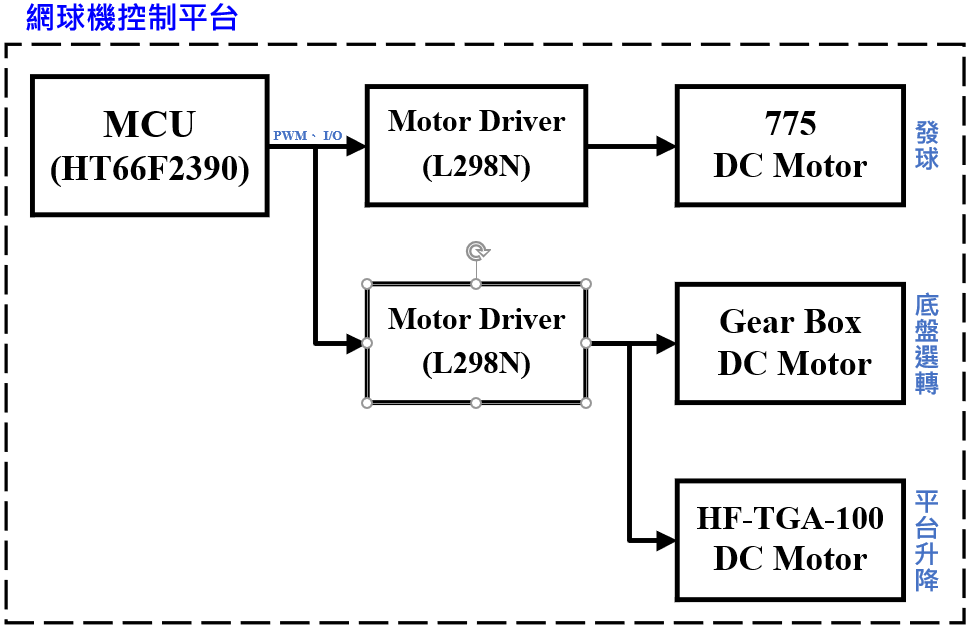 網球機控制平台
MCU
(HT66F2390)
PWM、I/O
Motor Driver
(L298N)
775
DC Motor
發球
Motor Driver
(L298N)
Gear Box
DC Motor
底盤選轉
HF-TGA-100
DC Motor
平台升降